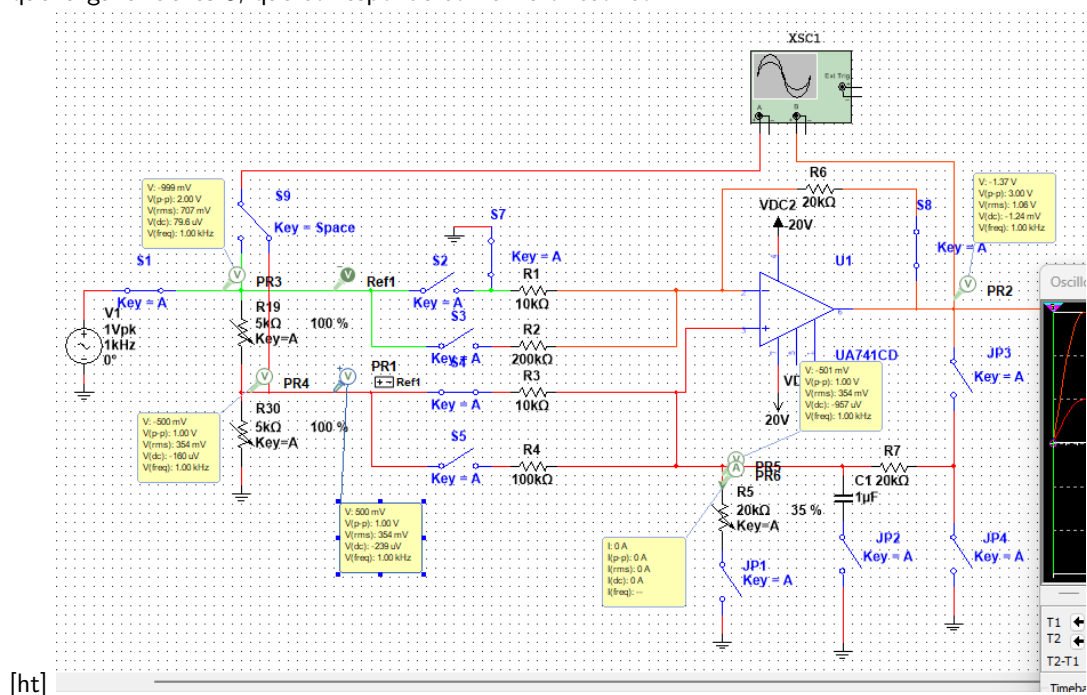 XSC1
Ext Trig
A
B
V: -999 mV
V(p-p): 2.00 V
V(rms): 707 mV
V(dc): 79.6 uV
V(freq): 1.00 kHz
S9
Key = Space
R6
20kΩ
VDC2
-20V
S8
Key = A
V: -1.37 V
V(p-p): 3.00 V
V(rms): 1.06 V
V(dc): -1.24 mV
V(freq): 1.00 kHz
S7
Key = A
S1
Key = A
PR3
Ref1
S2
Key = A
R1
10kΩ
U1
PR2
Oscillo
V1
1Vpk
1kHz
0°
R19
5kΩ
Key=A
100 %
S3
Key = A
R2
200kΩ
2
3
4
6
7
UA741CD
JP3
Key = A
PR4
PR1
Ref1
S4
Key = A
R3
10kΩ
20V
V: -501 mV
V(p-p): 1.00 V
V(rms): 354 mV
V(dc): -957 uV
V(freq): 1.00 kHz
V: -500 mV
V(p-p): 1.00 V
V(rms): 354 mV
V(dc): -160 uV
V(freq): 1.00 kHz
R30
5kΩ
Key=A
100 %
S5
Key = A
R4
100kΩ
PR5
PR6
R7
20kΩ
C1
1µF
R5
20kΩ
Key=A
35 %
V: 500 mV
V(p-p): 1.00 V
V(rms): 354 mV
V(dc): -239 uV
V(freq): 1.00 kHz
I: 0 A
I(p-p): 0 A
I(rms): 0 A
I(dc): 0 A
I(freq): --
JP1
Key = A
JP2
Key = A
JP4
Key = A
T1
T2
T2-T1
Timeba
[ht]